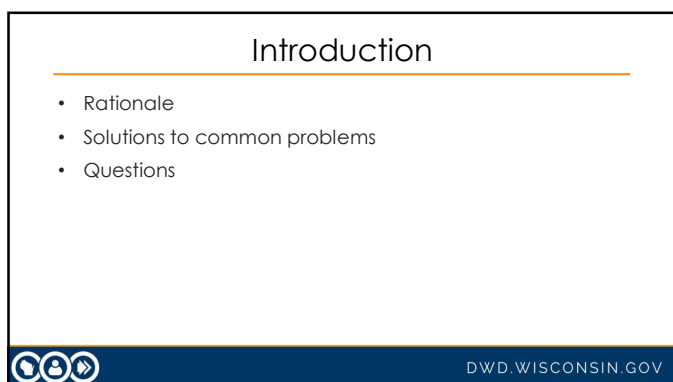 Introduction
• Rationale
• Solutions to common problems
• Questions
DWD.WISCONSIN.GOV